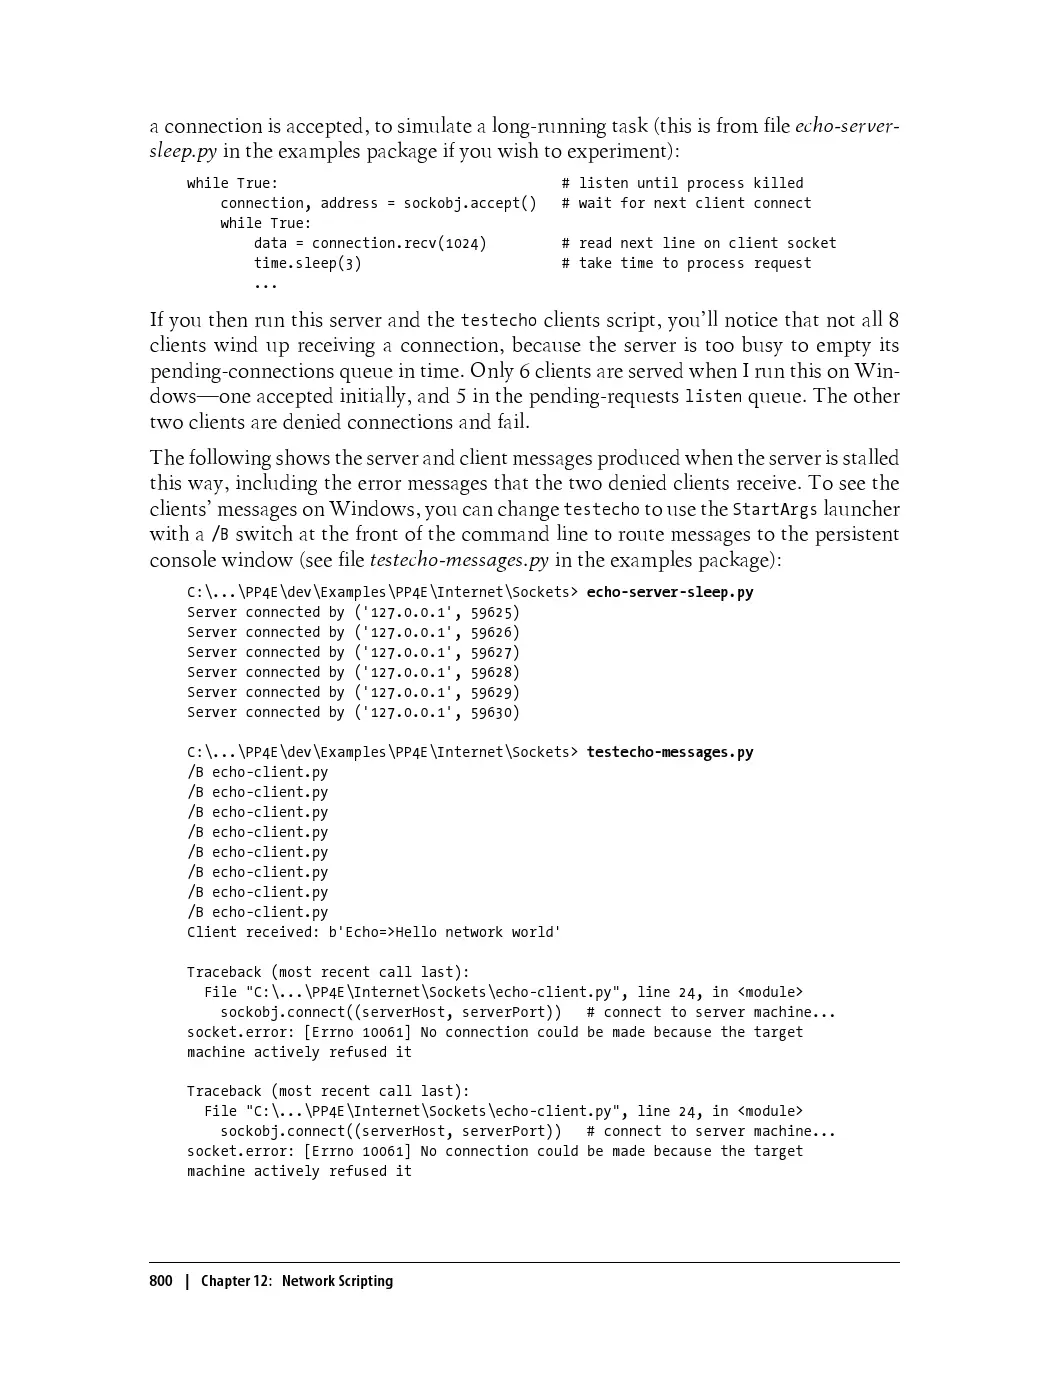 a connection is accepted, to simulate a long-running task (this is from file echo-server-
sleep.py in the examples package if you wish to experiment):
while True:                                  # listen until process killed
    connection, address = sockobj.accept()   # wait for next client connect
    while True:
        data = connection.recv(1024)         # read next line on client socket
        time.sleep(3)                        # take time to process request
        ...
If you then run this server and the testecho clients script, you’ll notice that not all 8
clients wind up receiving a connection, because the server is too busy to empty its
pending-connections queue in time. Only 6 clients are served when I run this on Win-
dows—one accepted initially, and 5 in the pending-requests listen queue. The other
two clients are denied connections and fail.
The following shows the server and client messages produced when the server is stalled
this way, including the error messages that the two denied clients receive. To see the
clients’ messages on Windows, you can change testecho to use the StartArgs launcher
with a /B switch at the front of the command line to route messages to the persistent
console window (see file testecho-messages.py in the examples package):
C:\...\PP4E\dev\Examples\PP4E\Internet\Sockets> echo-server-sleep.py
Server connected by ('127.0.0.1', 59625)
Server connected by ('127.0.0.1', 59626)
Server connected by ('127.0.0.1', 59627)
Server connected by ('127.0.0.1', 59628)
Server connected by ('127.0.0.1', 59629)
Server connected by ('127.0.0.1', 59630)
C:\...\PP4E\dev\Examples\PP4E\Internet\Sockets> testecho-messages.py
/B echo-client.py
/B echo-client.py
/B echo-client.py
/B echo-client.py
/B echo-client.py
/B echo-client.py
/B echo-client.py
/B echo-client.py
Client received: b'Echo=>Hello network world'
Traceback (most recent call last):
  File "C:\...\PP4E\Internet\Sockets\echo-client.py", line 24, in <module>
    sockobj.connect((serverHost, serverPort))   # connect to server machine...
socket.error: [Errno 10061] No connection could be made because the target
machine actively refused it
Traceback (most recent call last):
  File "C:\...\PP4E\Internet\Sockets\echo-client.py", line 24, in <module>
    sockobj.connect((serverHost, serverPort))   # connect to server machine...
socket.error: [Errno 10061] No connection could be made because the target
machine actively refused it
800 | Chapter 12: Network Scripting